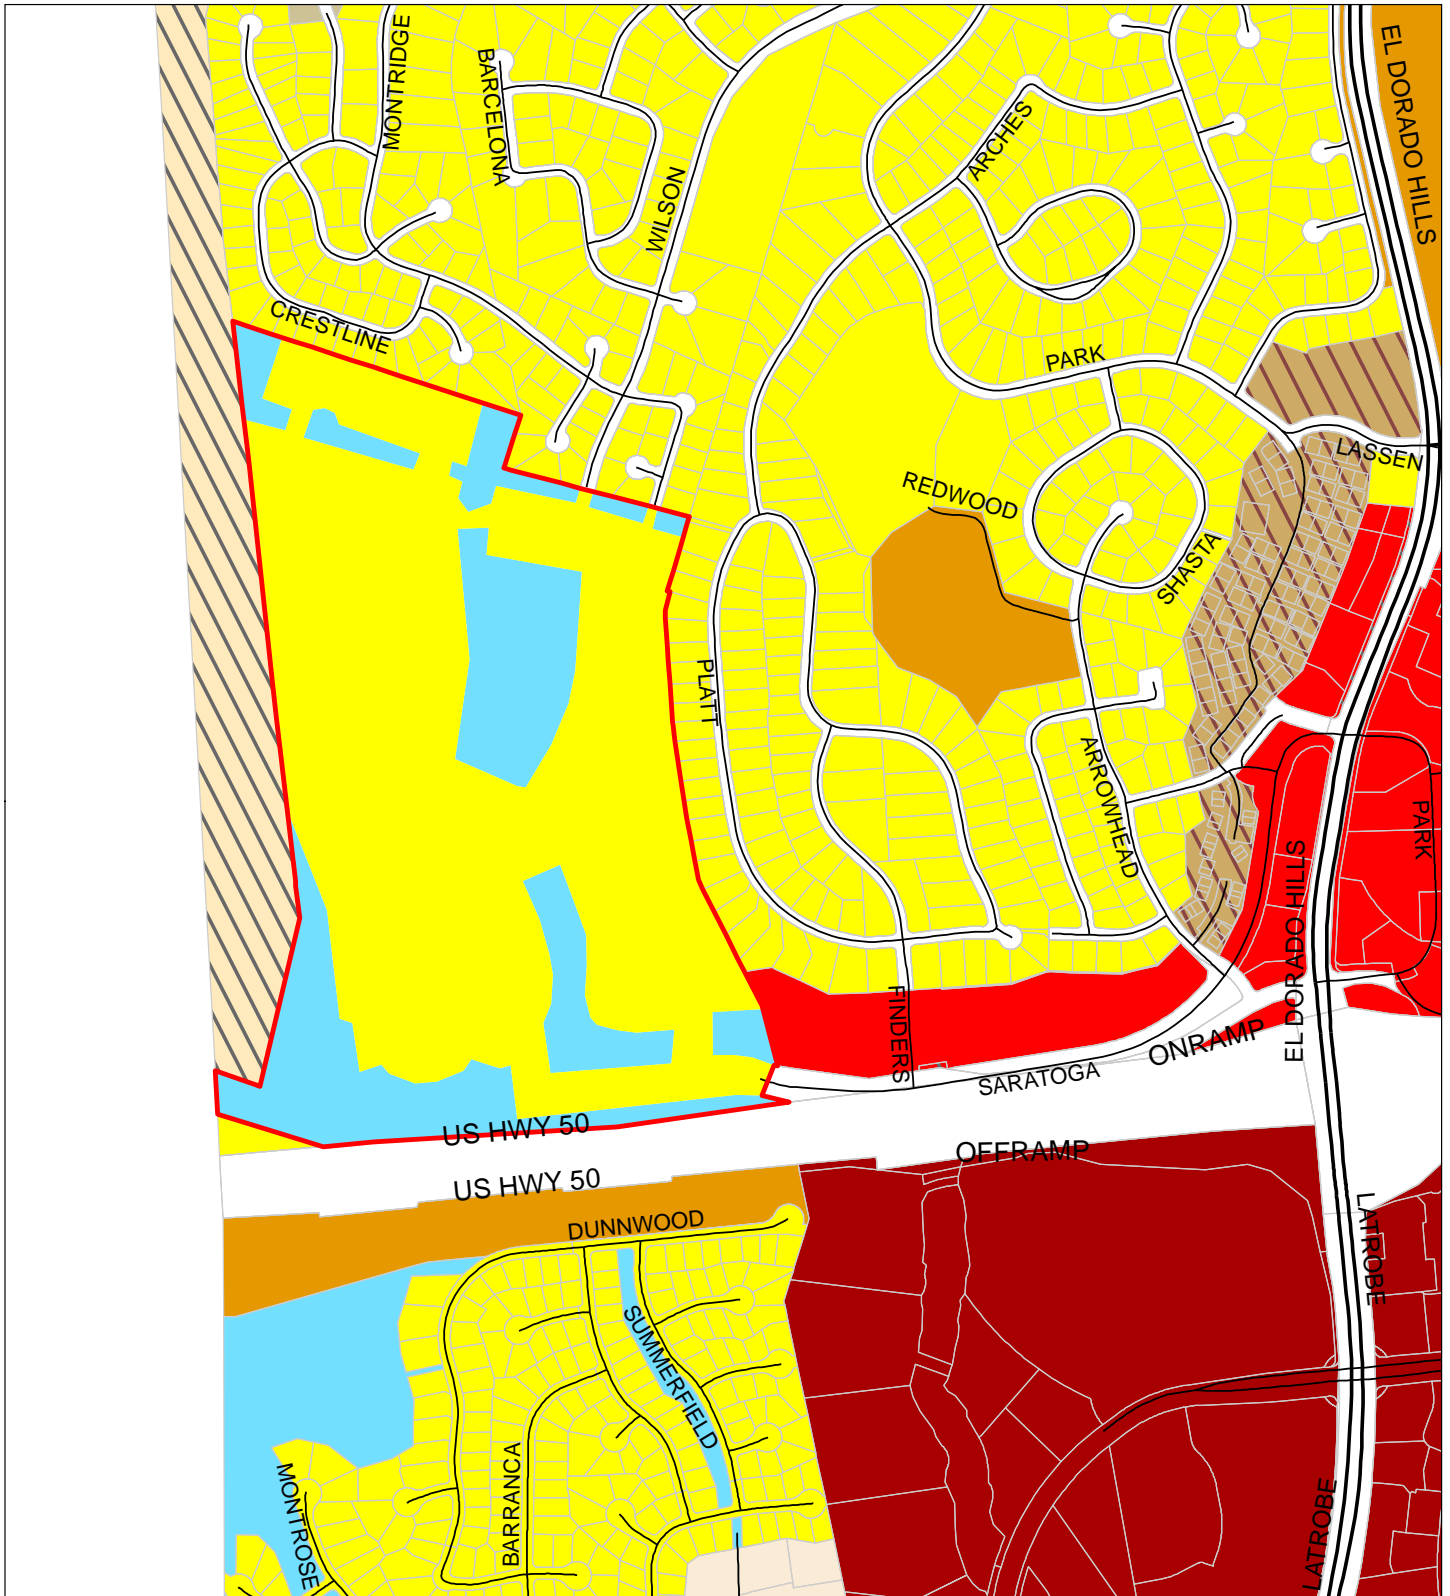 MONTRIDGE
BARCELONA
EL DORADO HILLS
ARCHES
WILSON
CRESTLINE
PARK
LASSEN
REDWOOD
SHASTA
PLATT
ARROWHEAD
PARK
EL DORADO HILLS
FINDERS
ONRAMP
SARATOGA
US HWY 50
OFFRAMP
US HWY 50
DUNNWOOD
LATROBE
SUMMERFIELD
BARRANCA
MONTROSE
LATROBE